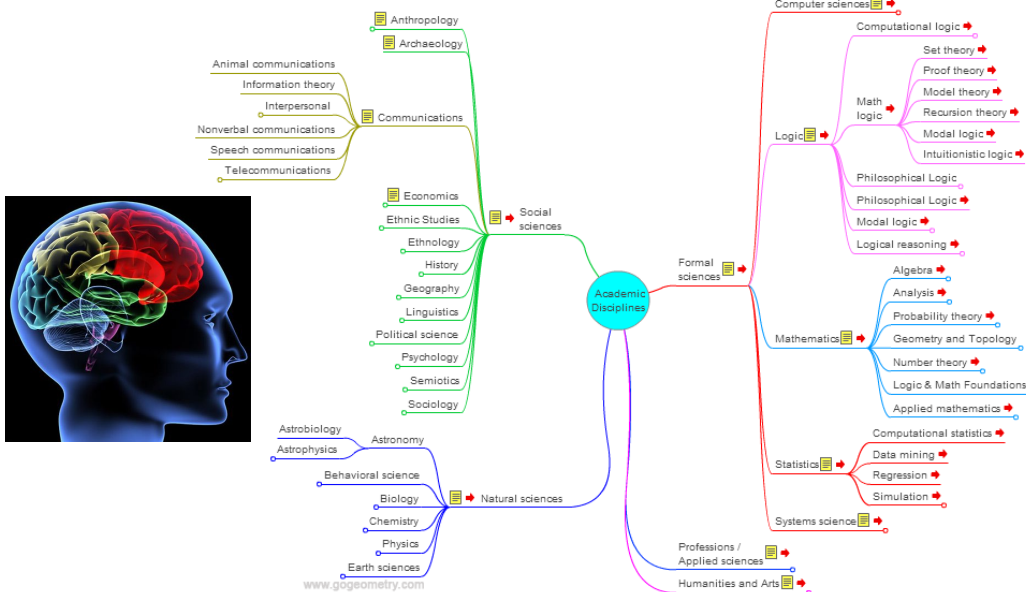 Academic
Disciplines
Social
sciences
Anthropology
Archaeology
Communications
Animal communications
Information theory
Interpersonal
Nonverbal communications
Speech communications
Telecommunications
Economics
Ethnic Studies
Ethnology
History
Geography
Linguistics
Political science
Psychology
Semiotics
Sociology
Natural sciences
Astronomy
Astrobiology
Astrophysics
Behavioral science
Biology
Chemistry
Physics
Earth sciences
Formal
sciences
Computer sciences
Logic
Computational logic
Math
logic
Set theory
Proof theory
Model theory
Recursion theory
Modal logic
Intuitionistic logic
Philosophical Logic
Philosophical Logic
Modal logic
Logical reasoning
Mathematics
Algebra
Analysis
Probability theory
Geometry and Topology
Number theory
Logic & Math Foundations
Applied mathematics
Statistics
Computational statistics
Data mining
Regression
Simulation
Systems science
Professions /
Applied sciences
Humanities and Arts
www.gogeometry.com